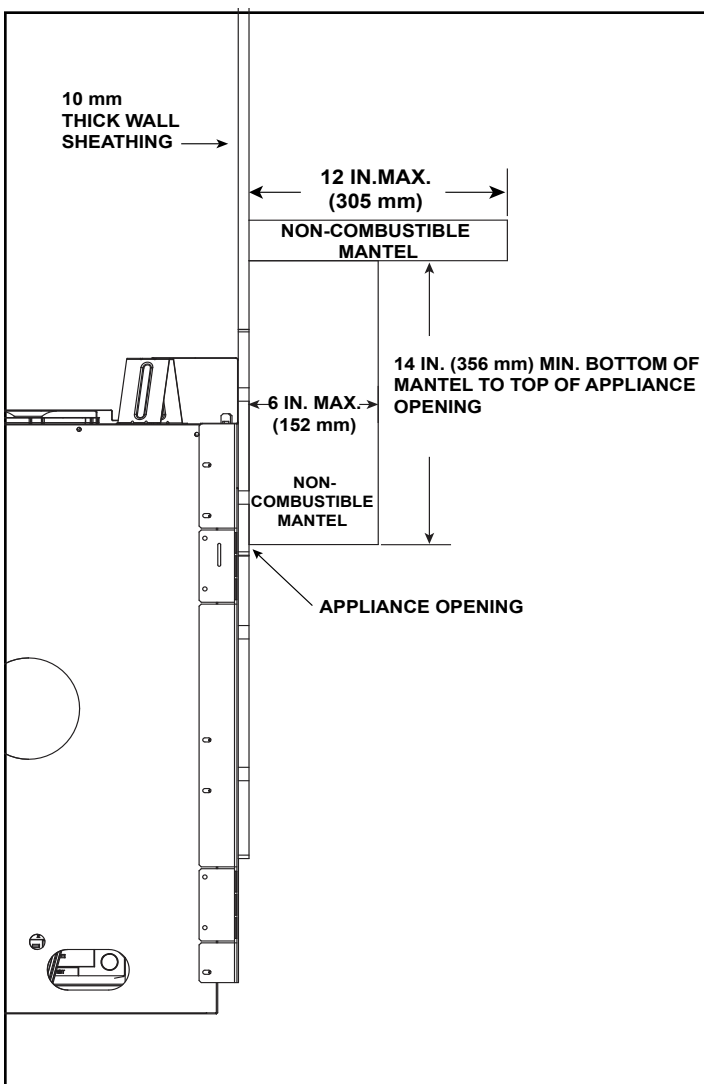 10 mm
THICK WALL
SHEATHING
12 IN.MAX.
(305 mm)
NON-COMBUSTIBLE
MANTEL
14 IN. (356 mm) MIN. BOTTOM OF
MANTEL TO TOP OF APPLIANCE
OPENING
6 IN. MAX.
(152 mm)
NON-
COMBUSTIBLE
MANTEL
APPLIANCE OPENING